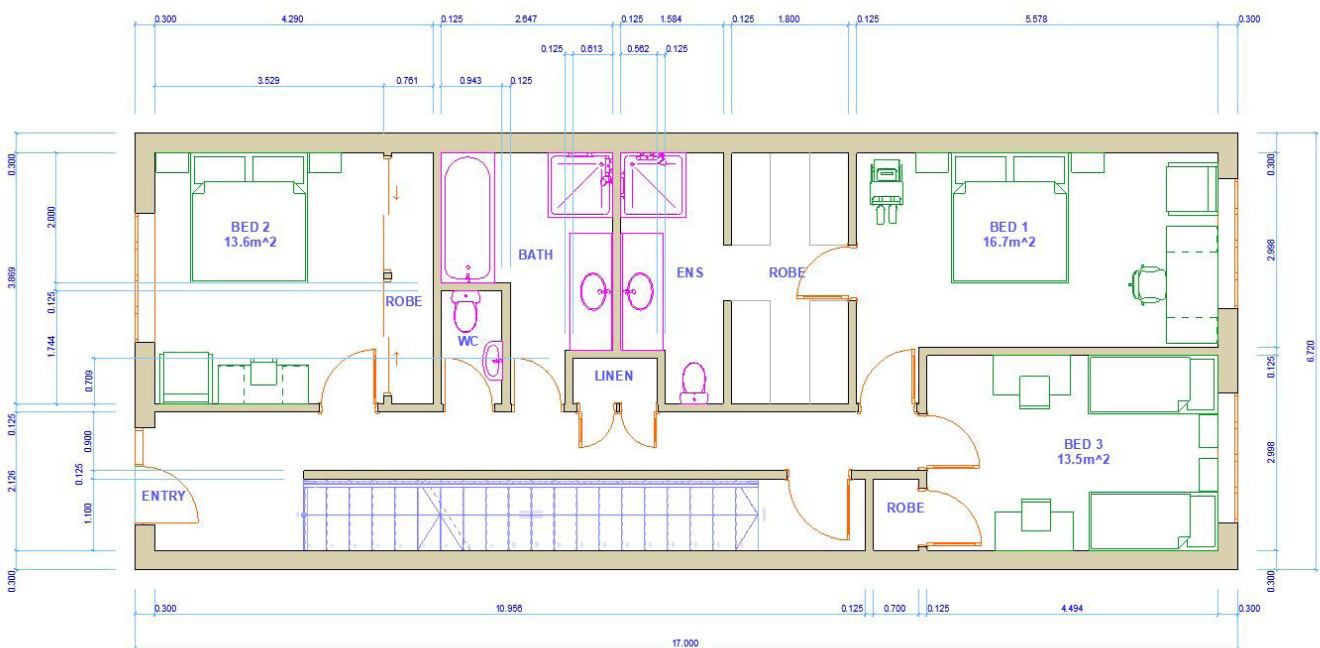 0.300 4.290 0.125 2.647 0.125 1.584 0.125 1.800 0.125 5.578 0.300
0.125 0.613 0.562 0.125
3.529 0.761 0.943 0.125
0.300
0.300
2.000
3.869
2.998
6.720
BED 2
13.6m^2
BED 1
16.7m^2
BATH
ENS
ROBE
ROBE
0.125
1.744
WC
LINEN
0.709
0.125
0.125
0.900
2.126
0.125
1.100
0.300
BED 3
13.5m^2
2.998
0.300
ENTRY
ROBE
0.300 10.956 0.125 0.700 0.125 4.494 0.300
17.000